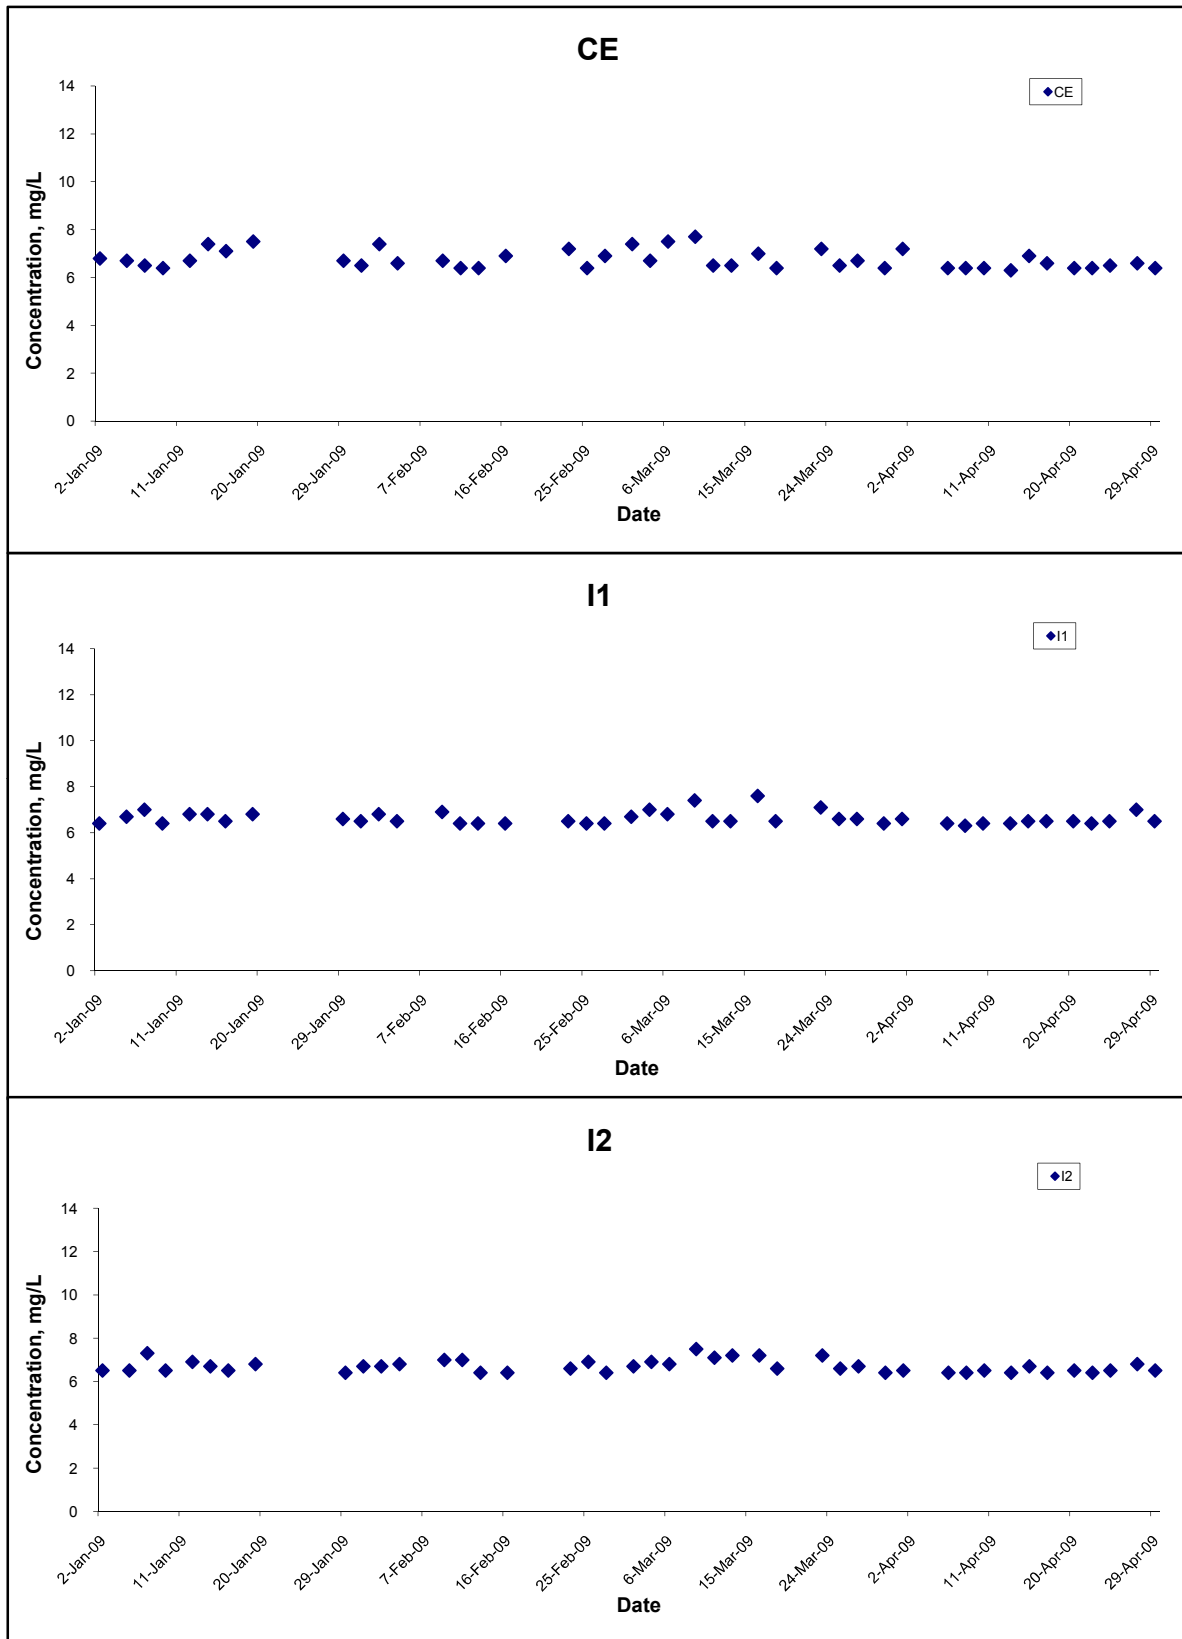 CE
CE
14
12
10
8
6
4
2
0
Concentration, mg/L
2-Jan-09
11-Jan-09
20-Jan-09
29-Jan-09
7-Feb-09
16-Feb-09
25-Feb-09
6-Mar-09
15-Mar-09
24-Mar-09
2-Apr-09
11-Apr-09
20-Apr-09
29-Apr-09
Date
I1
I1
14
12
10
8
6
4
2
0
Concentration, mg/L
2-Jan-09
11-Jan-09
20-Jan-09
29-Jan-09
7-Feb-09
16-Feb-09
25-Feb-09
6-Mar-09
15-Mar-09
24-Mar-09
2-Apr-09
11-Apr-09
20-Apr-09
29-Apr-09
Date
I2
I2
14
12
10
8
6
4
2
0
Concentration, mg/L
2-Jan-09
11-Jan-09
20-Jan-09
29-Jan-09
7-Feb-09
16-Feb-09
25-Feb-09
6-Mar-09
15-Mar-09
24-Mar-09
2-Apr-09
11-Apr-09
20-Apr-09
29-Apr-09
Date